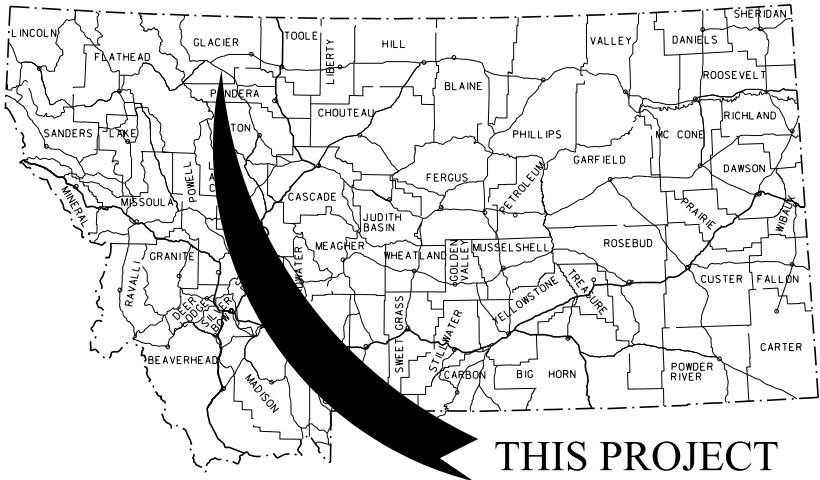 SHERIDAN
LINCOLN
FLATHEAD
GLACIER
TOOLE
LIBERTY
HILL
BLAINE
VALLEY
DANIELS
ROOSEVELT
PONDERA
CHOUTEAU
PHILLIPS
RICHLAND
MC CONE
SANDERS
LAKE
TON
GARFIELD
DAWSON
POWELL
CASCADE
FERGUS
PETROLEUM
MINERAL
MISSOULA
JUDITH
BASIN
PRAIRIE
WIBAUX
GRANITE
MEAGHER
WHEATLAND
GOLDEN
VALLEY
MUSSELSHELL
ROSEBUD
RAVALLI
CUSTER
FALLON
DEER
LODGE
SILVER
BOW
SWEET GRASS
STILLWATER
YELLOWSTONE
TREASURE
BEAVERHEAD
MADISON
CARBON
BIG HORN
POWDER
RIVER
CARTER
THIS PROJECT